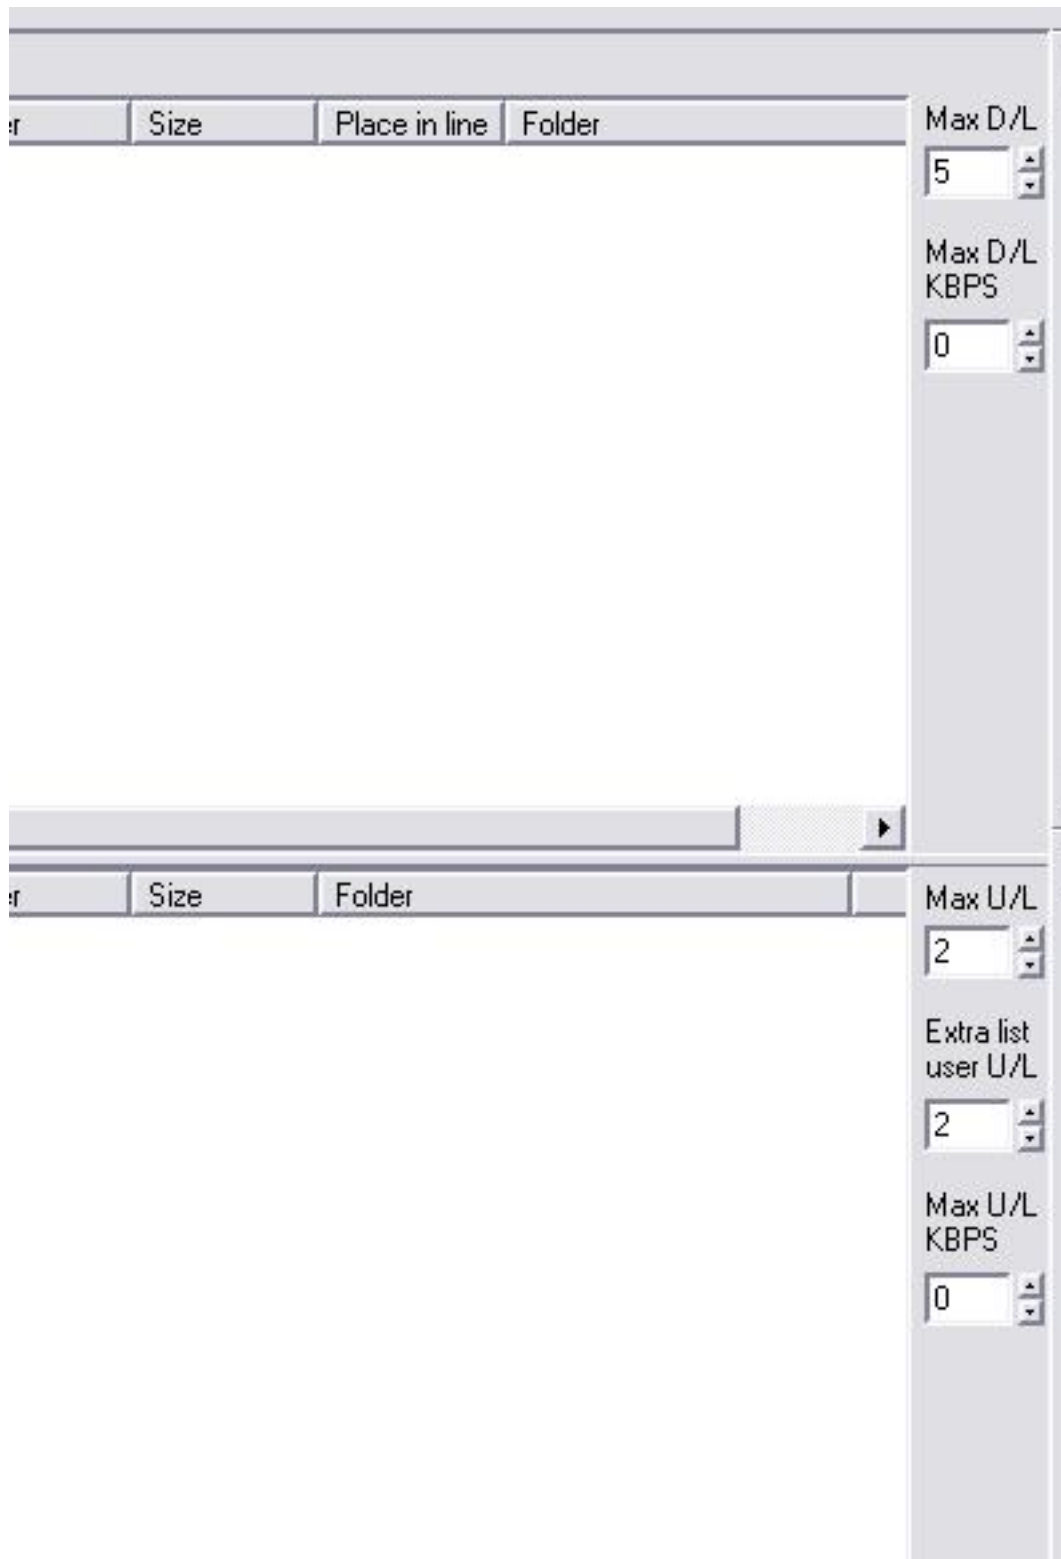 Size Place in line Folder
Max D/L
5
Max D/L
KBPS
0
Size Folder
Max U/L
2
Extra list
user U/L
2
Max U/L
KBPS
0